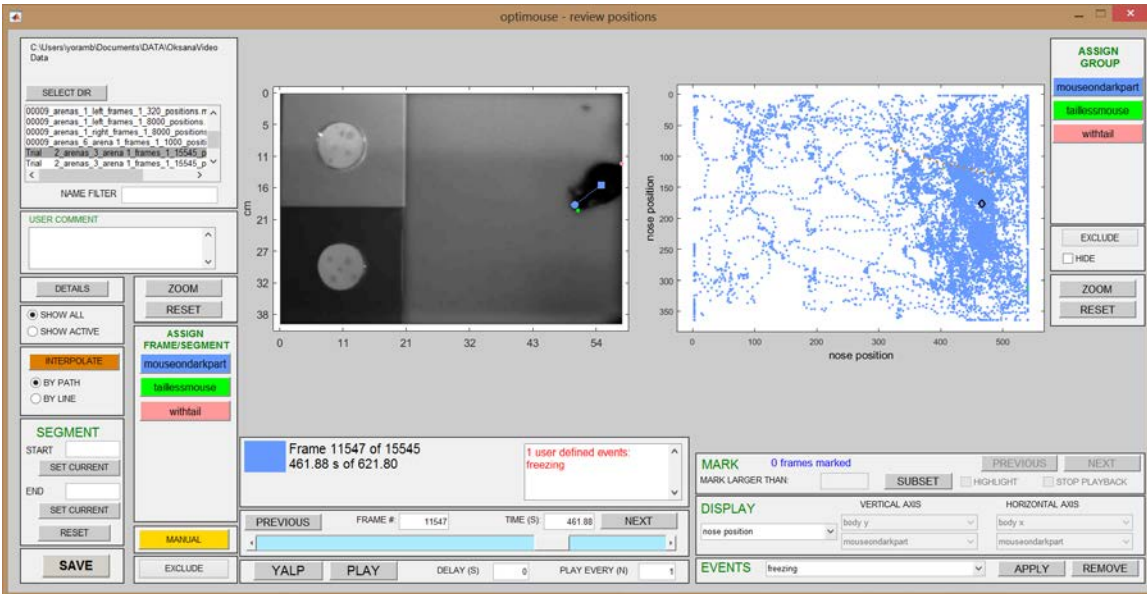 optimouse - review positions
C:\Users\yoramb\Documents\DATA\OksanaVideo
Data
SELECT DIR
00009_arenas_1_left_frames_1_320_positions.m
00009_arenas_1_left_frames_1_8000_positions.
00009_arenas_1_right_frames_1_8000_positions
00009_arenas_6_arena 1_frames_1_1000_positi
Trial 2_arenas_3_arena 1_frames_1_15545_p
Trial 2_arenas_3_arena 1_frames_1_15545_p
NAME FILTER
USER COMMENT
DETAILS
SHOW ALL
SHOW ACTIVE
INTERPOLATE
BY PATH
BY LINE
SEGMENT
START
SET CURRENT
END
SET CURRENT
RESET
SAVE
ZOOM
RESET
ASSIGN
FRAME/SEGMENT
mouseondarkpart
taillessmouse
withtail
MANUAL
EXCLUDE
cm
0
5
11
16
21
27
32
38
0 11 21 32 43 54
nose position
0
50
100
150
200
250
300
350
0 100 200 300 400 500
nose position
ASSIGN
GROUP
mouseondarkpart
taillessmouse
withtail
EXCLUDE
HIDE
ZOOM
RESET
Frame 11547 of 15545
461.88 s of 621.80
1 user defined events:
freezing
PREVIOUS FRAME #: 11547 TIME (S): 461.88 NEXT
YALP PLAY DELAY (S) 0 PLAY EVERY (N) 1
MARK 0 frames marked PREVIOUS NEXT
MARK LARGER THAN: SUBSET HIGHLIGHT STOP PLAYBACK
DISPLAY VERTICAL AXIS HORIZONTAL AXIS
nose position body y body x
mouseondarkpart mouseondarkpart
EVENTS freezing APPLY REMOVE